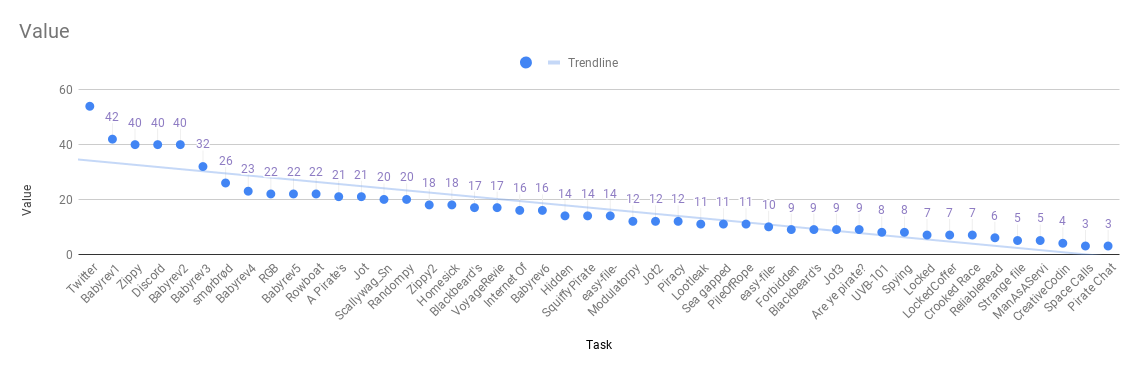 Value
Trendline
60
40
20
0
Value
42
40
40
40
32
26
23
22
22
22
21
21
20
20
18
18
17
17
16
16
14
14
14
12
12
12
11
11
11
10
9
9
9
9
8
8
7
7
7
6
5
5
4
3
3
Twitter
Babyrev1
Zippy
Discord
Babyrev2
Babyrev3
smørbrød
Babyrev4
RGB
Babyrev5
Rowboat
A Pirate's
Jot
Scallywag_Sn
Randompy
Zippy2
Homesick
Blackbeard's
VoyageRevie
Internet Of
Babyrev6
Hidden
SquiffyPirate
easy-file-
Modulatorpy
Jot2
Piracy
Lootleak
Sea gapped
PileOfRope
easy-file-
Forbidden
Blackbeard's
Jot3
Are ye pirate?
UVB-101
Spying
Locked
LockedCoffer
Crooked Race
ReliableRead
Strange file
ManAsAServi
CreativeCodin
Space Calls
Pirate Chat
Task